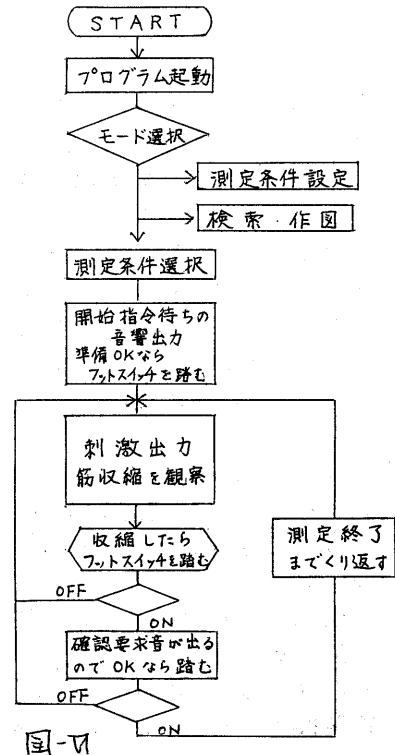 START
プログラム起動
モード選択
測定条件設定
検索・作図
測定条件選択
開始指令待ちの
音響出力
準備OKなら
フットスイッチを踏む
刺激出力
筋収縮を観察
測定終了
までくり返す
収縮したら
フットスイッチを踏む
OFF
ON
確認要求音が出る
のでOKなら踏む
OFF
ON